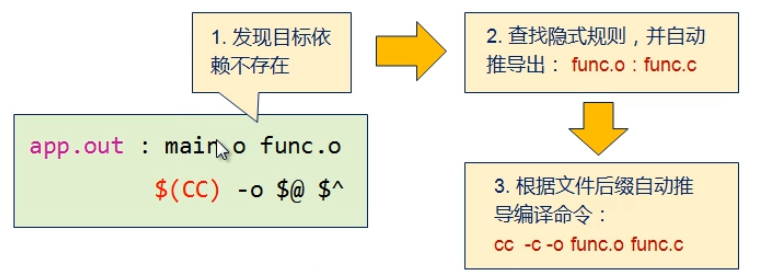 1. 发现目标依
赖不存在
2. 查找隐式规则，并自动
推导出： func.o : func.c
app.out : main.o func.o
$(CC) -o $@ $^
3. 根据文件后缀自动推
导编译命令：
cc -c -o func.o func.c